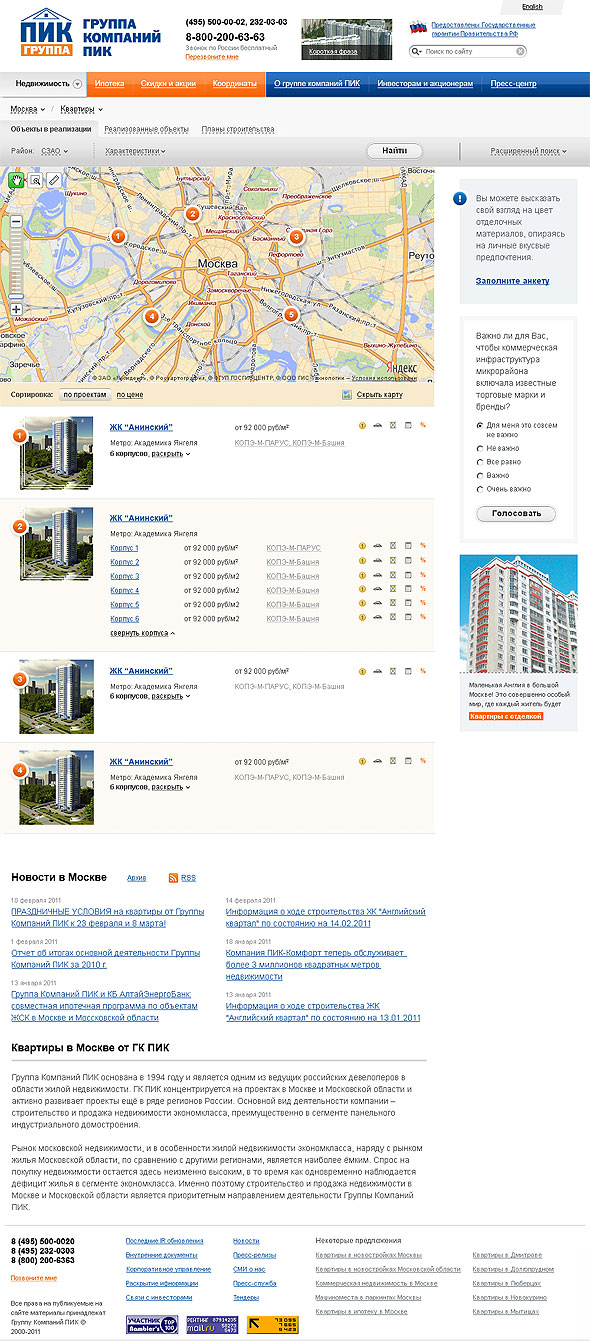 English
ПИК
ГРУППА
ГРУППА
КОМПАНИЙ
ПИК
(495) 500-00-02, 232-03-03
8-800-200-63-63
Звонок по России бесплатный
Перезвоните мне
Короткая фраза
Предоставлены Государственные
гарантии Правительства РФ
Поиск по сайту
Недвижимость
Ипотека
Скидки и акции
Координаты
О группе компаний ПИК
Инвесторам и акционерам
Пресс-центр
Москва / Квартиры
Объекты в реализации
Реализованные объекты
Планы строительства
Район: СЗАО
Характеристики
Найти
Расширенный поиск
Москва
Яндекс
Сортировка: по проектам по цене
Скрыть карту
1
ЖК "Анинский"
от 92 000 руб/м²
Метро: Академика Янгеля
КОПЭ-М-ПАРУС, КОПЭ-М-Башня
6 корпусов, раскрыть
2
ЖК "Анинский"
Метро: Академика Янгеля
Корпус 1 от 92 000 руб/м² КОПЭ-М-ПАРУС
Корпус 2 от 92 000 руб/м² КОПЭ-М-Башня
Корпус 3 от 92 000 руб/м2 КОПЭ-М-Башня
Корпус 4 от 92 000 руб/м2 КОПЭ-М-Башня
Корпус 5 от 92 000 руб/м2 КОПЭ-М-Башня
Корпус 6 от 92 000 руб/м2 КОПЭ-М-Башня
свернуть корпуса
3
ЖК "Анинский"
от 92 000 руб/м²
Метро: Академика Янгеля
КОПЭ-М-ПАРУС, КОПЭ-М-Башня
6 корпусов, раскрыть
4
ЖК "Анинский"
от 92 000 руб/м²
Метро: Академика Янгеля
КОПЭ-М-ПАРУС, КОПЭ-М-Башня
6 корпусов, раскрыть
Вы можете высказать
свой взгляд на цвет
отделочных
материалов, опираясь
на личные вкусвые
предпочтения.
Заполните анкету
Важно ли для Вас,
чтобы коммерческая
инфраструктура
микрорайона
включала известные
торговые марки и
бренды?
Для меня это совсем
не важно
Не важно
Все равно
Важно
Очень важно
Голосовать
Маленькая Англия в большой
Москве! Это совершенно особый
мир, где каждый житель будет
Квартиры с отделкой
Новости в Москве
Архив
RSS
18 февраля 2011
ПРАЗДНИЧНЫЕ УСЛОВИЯ на квартиры от Группы
Компаний ПИК к 23 февраля и 8 марта!
14 февраля 2011
Информация о ходе строительства ХК "Английский
квартал" по состоянию на 14.02.2011
1 февраля 2011
Отчет об итогах основной деятельности Группы
Компаний ПИК за 2010 г.
18 января 2011
Компания ПИК-Комфорт теперь обслуживает
более 3 миллионов квадратных метров
недвижимости
13 января 2011
Группа Компаний ПИК и КБ АлтайЭнергоБанк:
совместная ипотечная программа по объектам
ЖСК в Москве и Моссковской области
13 января 2011
Информация о ходе строительства ЖК
"Английский квартал" по состоянию на 13.01 2011
Квартиры в Москве от ГК ПИК
Группа Компаний ПИК основана в 1994 году и является одним из ведущих российских девелоперов в
области жилой недвижимости. ГК ПИК концентрируется на проектах в Москве и Московской области и
активно развивает проекты ещё в ряде регионов России. Основной вид деятельности компании –
строительство и продажа недвижимости экономкласса, преимущественно в сегменте панельного
индустриального домостроения.
Рынок московской недвижимости, и в особенности жилой недвижимости экономкласса, наряду с рынком
жилья Московской области, по сравнению с другими регионами, является наиболее ёмким. Спрос на
покупку недвижимости остается здесь неизменно высоким, в то время как одновременно наблюдается
дефицит жилья в сегменте экономкласса. Именно поэтому строительство и продажа недвижимости в
Москве и Московской области является приоритетным направлением деятельности Группы Компаний
ПИК.
8 (495) 500-0020
8 (495) 232-0303
8 (800) 200-6363
Позвоните мне
Все права на публикуемые на
сайте материалы принадлежат
Группу Компаний ПИК ©
2000-2011
Последние IR обновления
Внутренние документы
Корпоративное управление
Раскрытие ифнормации
Связи с инвесторами
Новости
Пресс-релизы
СМИ о нас
Пресс-служба
Тендеры
Некоторые предложения
Квартиры в новостройках Москвы
Квартиры в новостройках Московской области
Коммерческая недвижимость в Москве
Машиноместа в паркингах Москвы
Квартиры в ипотеку в Москве
Квартиры в Дмитрове
Квартиры в Долгопрудном
Квартиры в Люберцах
Квартиры в Новокурино
Квартиры в Мытищах
УЧАСТНИК
Rambler's TOP 100
РЕЙТИНГ
mail.ru